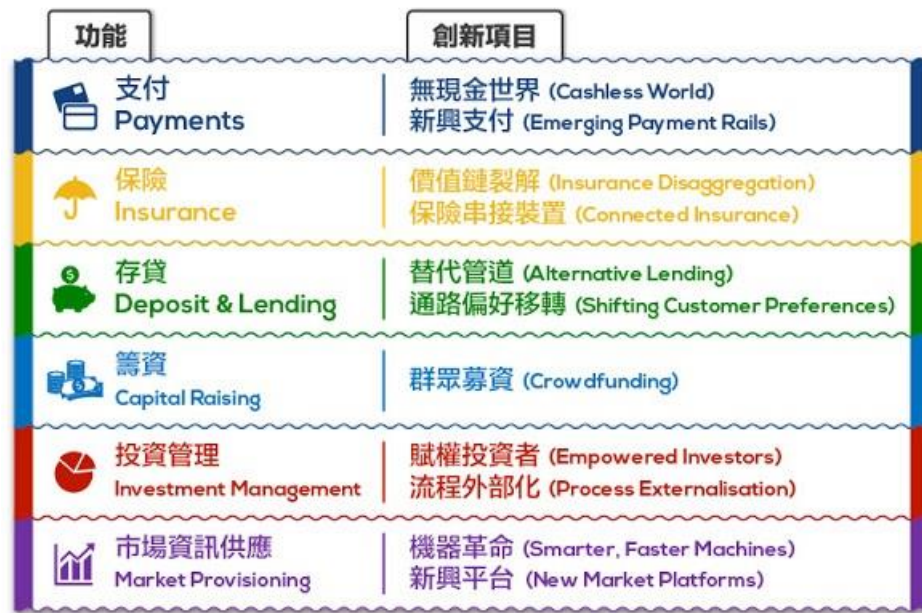 功能 創新項目
支付 無現金世界 (Cashless World)
Payments 新興支付 (Emerging Payment Rails)
保險 價值鏈裂解 (Insurance Disaggregation)
Insurance 保險串接裝置 (Connected Insurance)
存貸 替代管道 (Alternative Lending)
Deposit & Lending 通路偏好移轉 (Shifting Customer Preferences)
籌資
Capital Raising
群眾募資 (Crowdfunding)
投資管理 賦權投資者 (Empowered Investors)
Investment Management 流程外部化 (Process Externalisation)
市場資訊供應 機器革命 (Smarter, Faster Machines)
Market Provisioning 新興平台 (New Market Platforms)